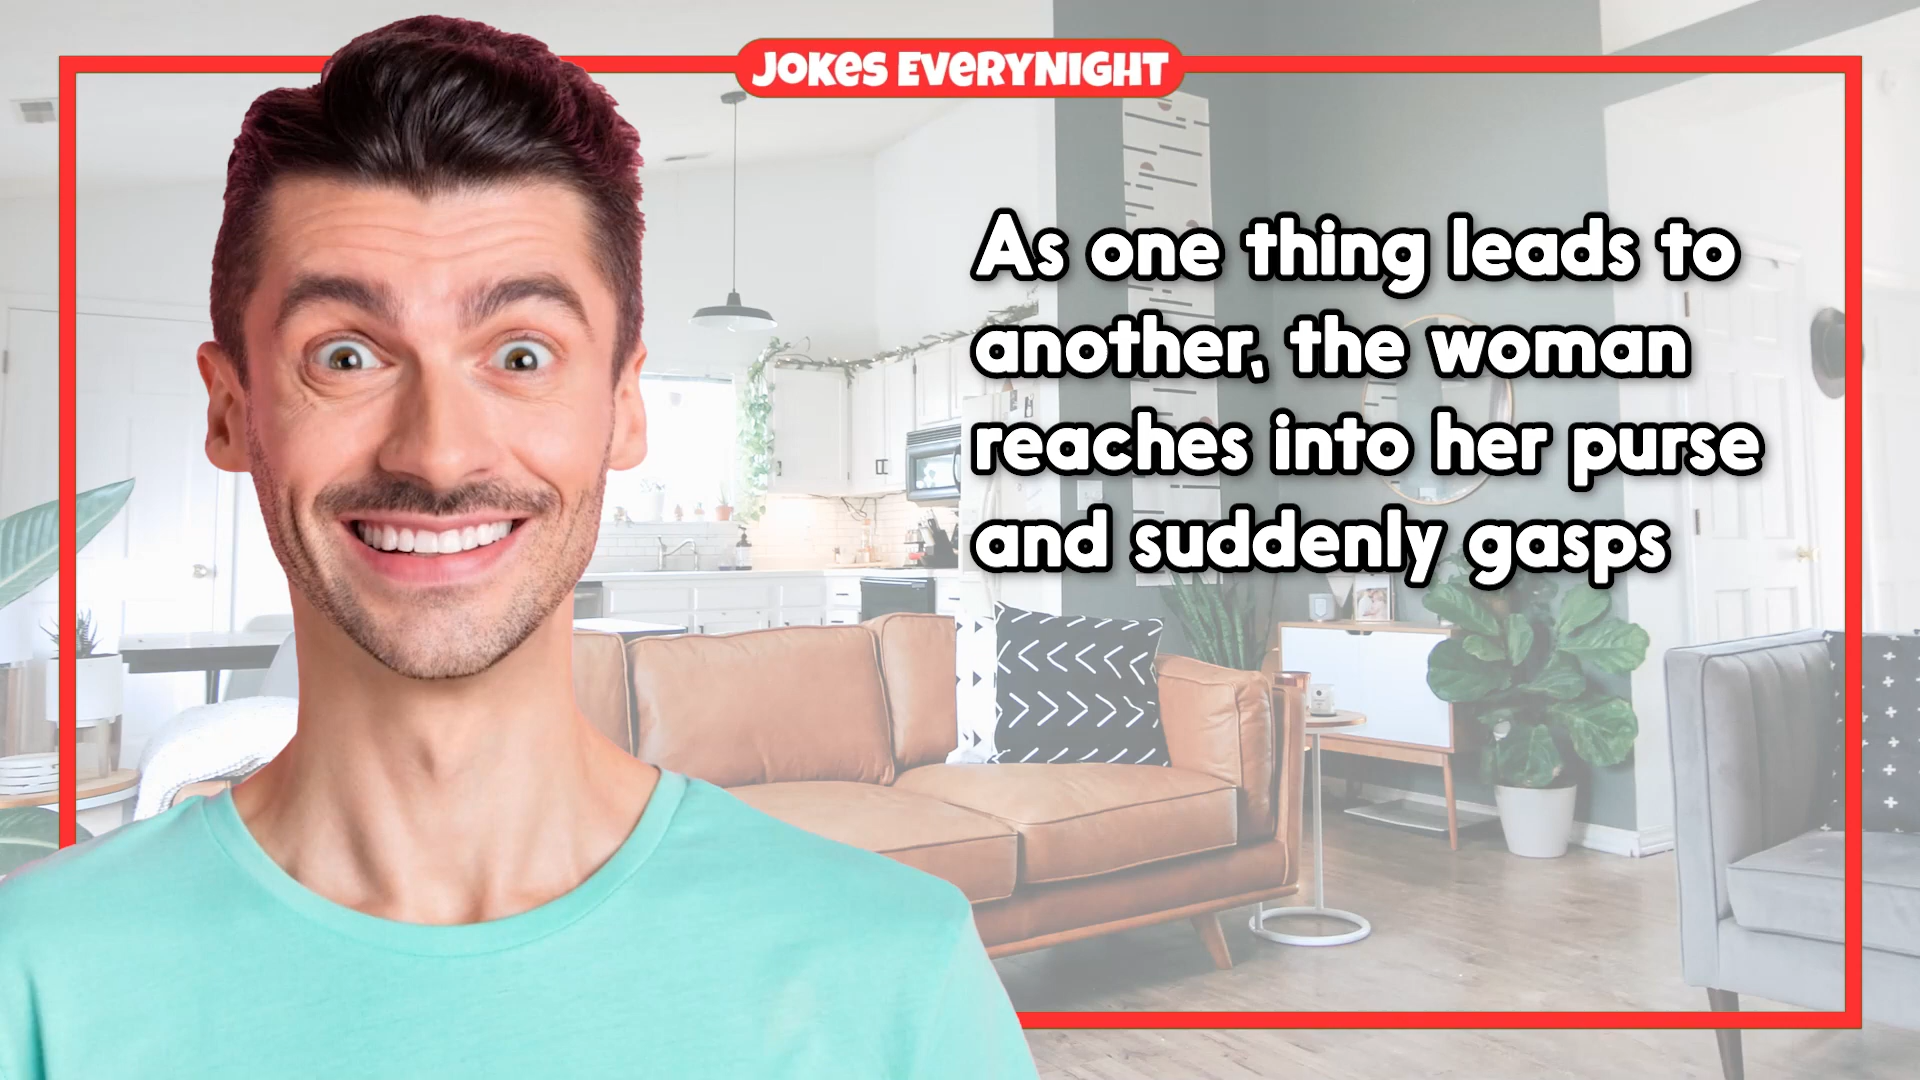 JOKES EVERYNIGHT
As one thing leads to
another, the woman
reaches into her purse
and suddenly gasps